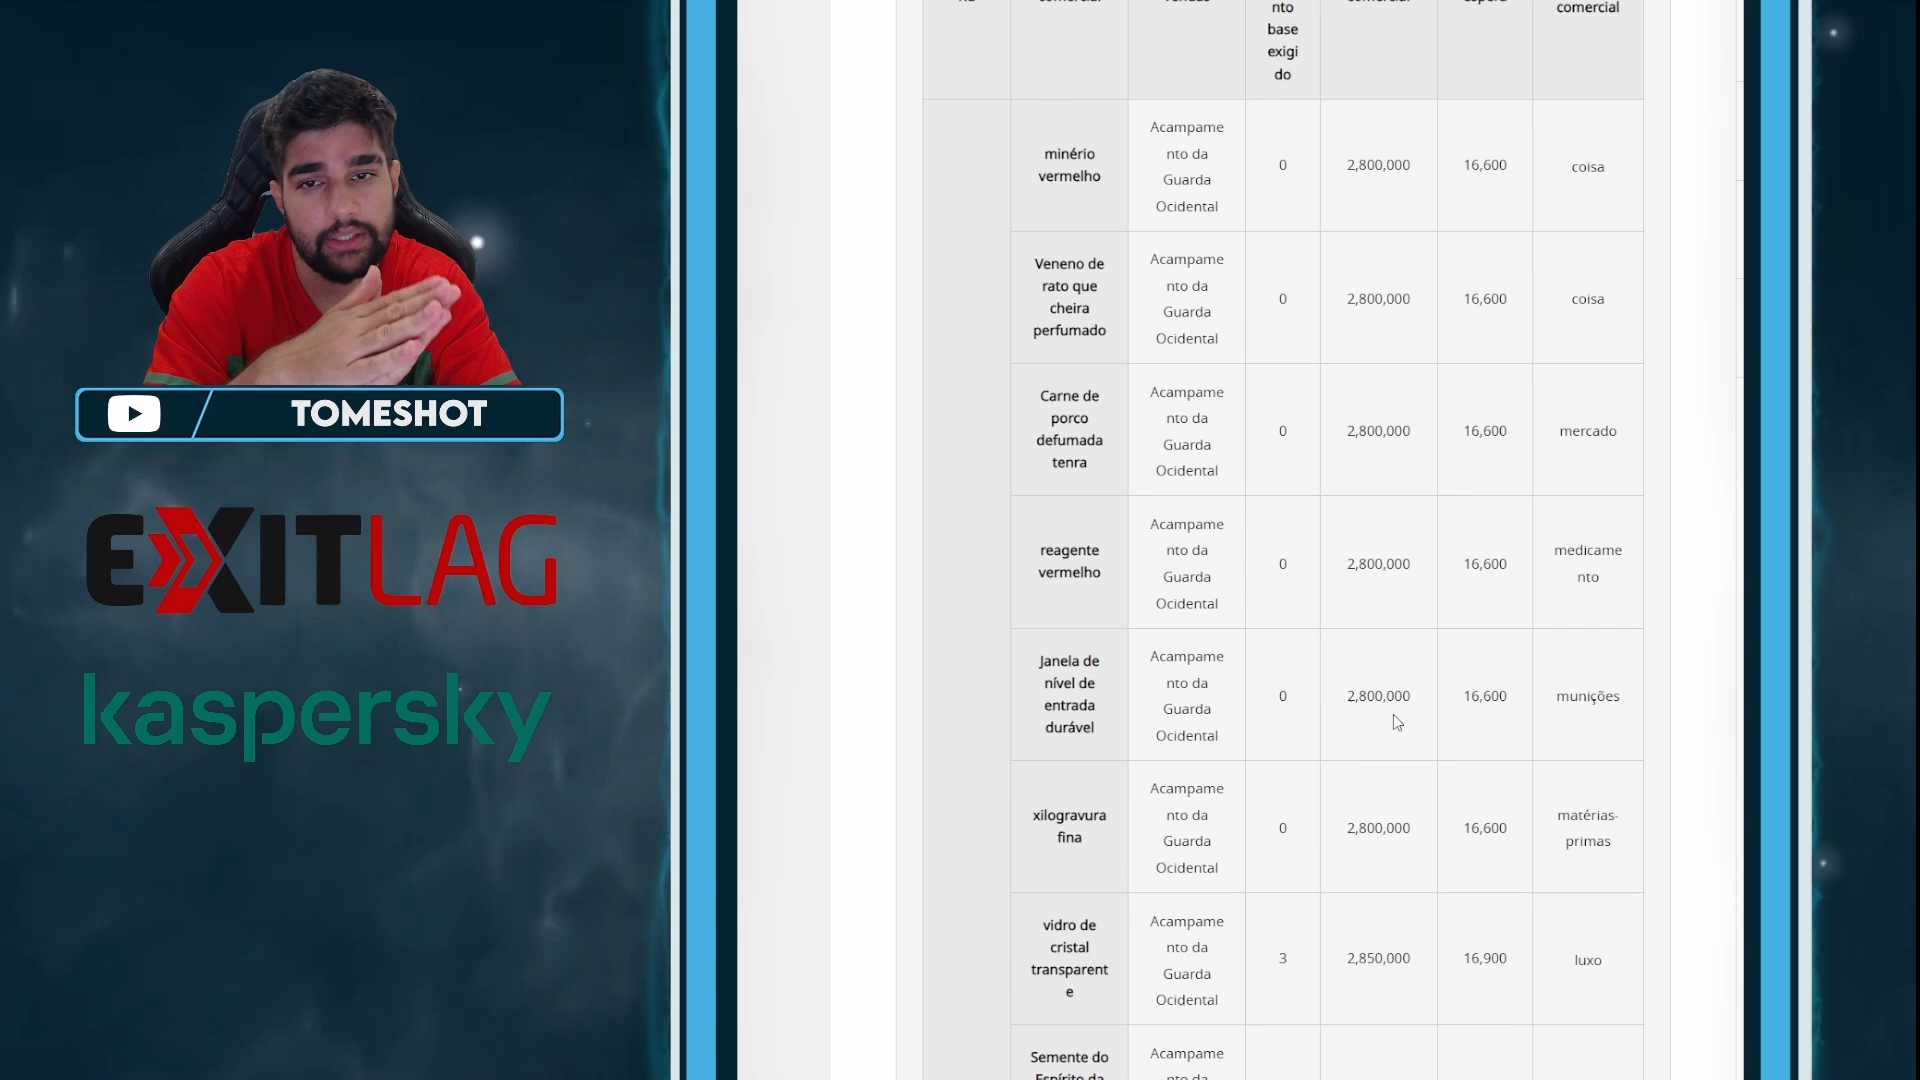 TOMESHOT
EXITLAG
kaspersky
nto
base
exigi
do
comercial
minério
vermelho
Acampame
nto da
Guarda
Ocidental
0
2,800,000
16,600
coisa
Veneno de
rato que
cheira
perfumado
Acampame
nto da
Guarda
Ocidental
0
2,800,000
16,600
coisa
Carne de
porco
defumada
tenra
Acampame
nto da
Guarda
Ocidental
0
2,800,000
16,600
mercado
reagente
vermelho
Acampame
nto da
Guarda
Ocidental
0
2,800,000
16,600
medicame
nto
Janela de
nível de
entrada
durável
Acampame
nto da
Guarda
Ocidental
0
2,800,000
16,600
munições
xilogravura
fina
Acampame
nto da
Guarda
Ocidental
0
2,800,000
16,600
matérias-
primas
vidro de
cristal
transparent
e
Acampame
nto da
Guarda
Ocidental
3
2,850,000
16,900
luxo
Semente do
Espírito da
Acampame
nto da